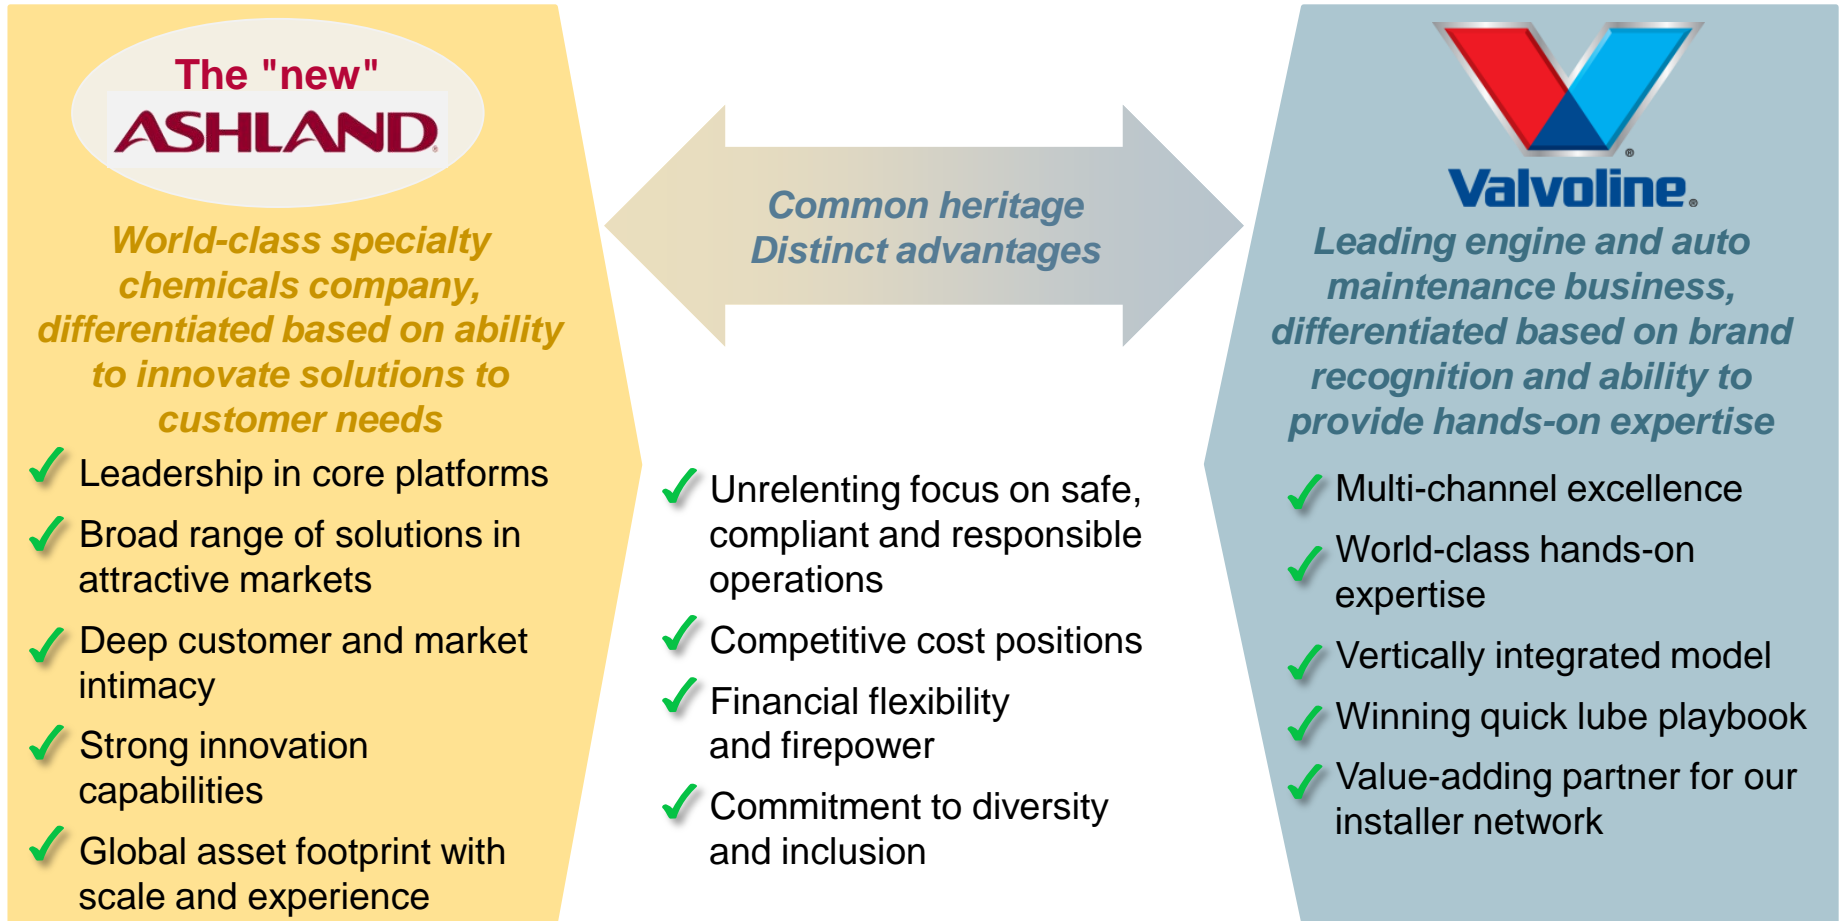 The "new"
ASHLAND®
World-class specialty
chemicals company,
differentiated based on ability
to innovate solutions to
customer needs
Leadership in core platforms
Broad range of solutions in
attractive markets
Deep customer and market
intimacy
Strong innovation
capabilities
Global asset footprint with
scale and experience
Common heritage
Distinct advantages
Unrelenting focus on safe,
compliant and responsible
operations
Competitive cost positions
Financial flexibility
and firepower
Commitment to diversity
and inclusion
®
Valvoline®
Leading engine and auto
maintenance business,
differentiated based on brand
recognition and ability to
provide hands-on expertise
Multi-channel excellence
World-class hands-on
expertise
Vertically integrated model
Winning quick lube playbook
Value-adding partner for our
installer network